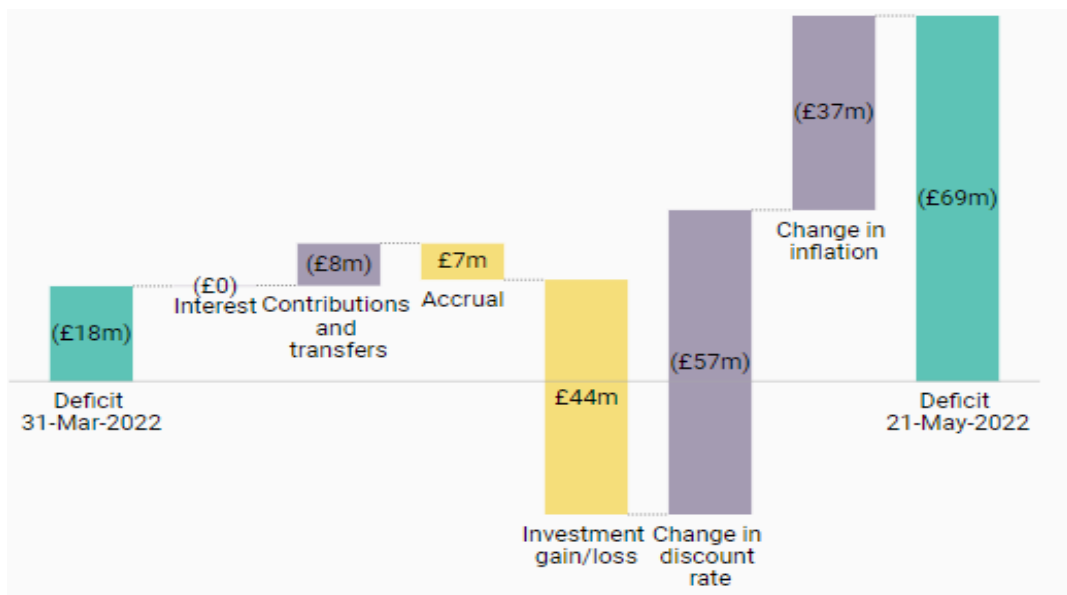 (£37m)
(£69m)
Change in
inflation
(£8m)
£7m
(£0)
Interest
Contributions
and
transfers
Accrual
(£18m)
(£57m)
£44m
Deficit
31-Mar-2022
Deficit
21-May-2022
Investment
gain/loss
Change in
discount
rate